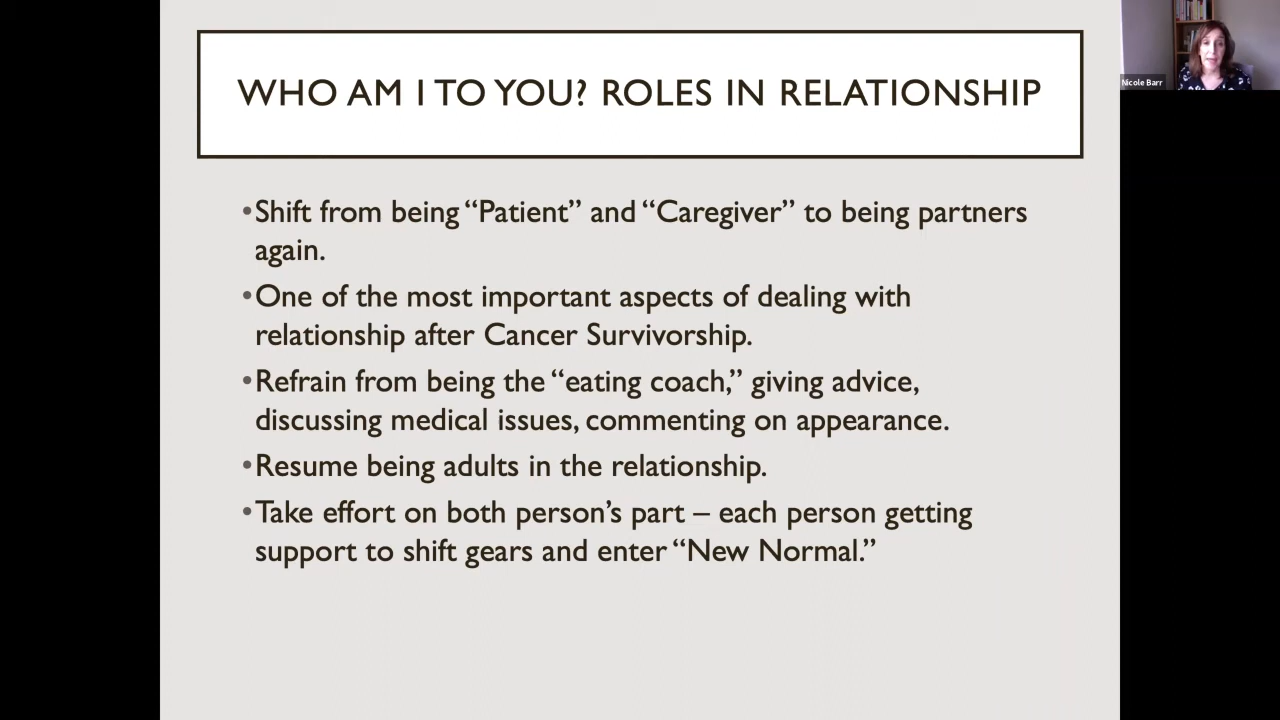 WHO AM I TO YOU? ROLES IN RELATIONSHIP
Nicole Barr
•Shift from being “Patient” and “Caregiver” to being partners
again.
•One of the most important aspects of dealing with
relationship after Cancer Survivorship.
•Refrain from being the “eating coach,” giving advice,
discussing medical issues, commenting on appearance.
•Resume being adults in the relationship.
•Take effort on both person’s part – each person getting
support to shift gears and enter “New Normal.”